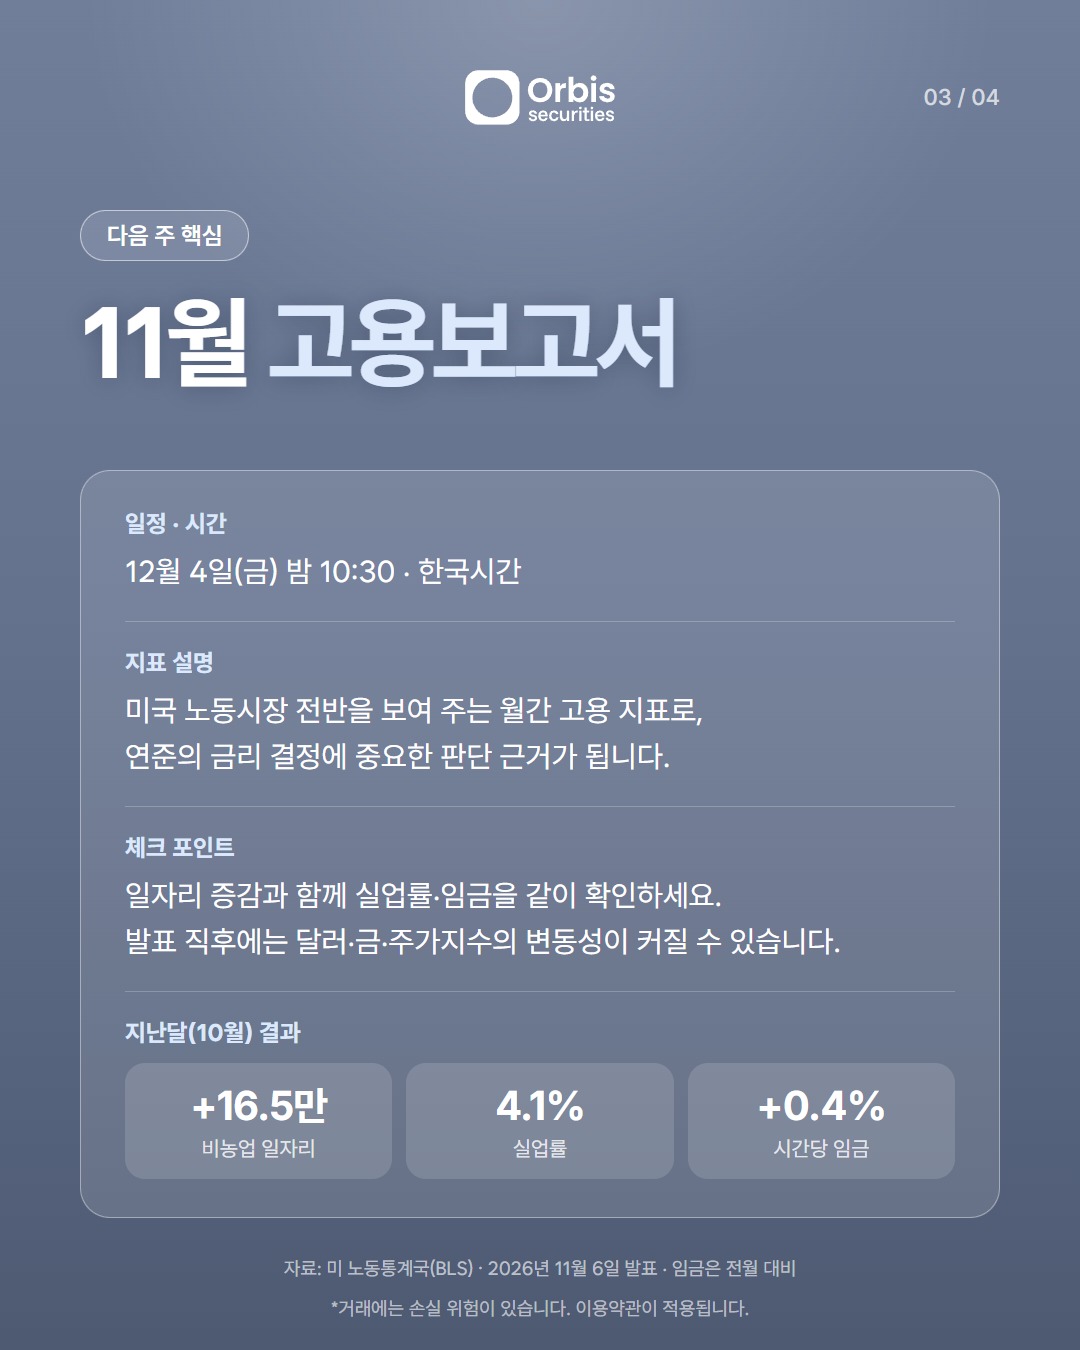 Orbis
securities
03 / 04
다음 주 핵심
11월 고용보고서
일정 · 시간
12월 4일(금) 밤 10:30 · 한국시간
지표 설명
미국 노동시장 전반을 보여 주는 월간 고용 지표로,
연준의 금리 결정에 중요한 판단 근거가 됩니다.
체크 포인트
일자리 증감과 함께 실업률·임금을 같이 확인하세요.
발표 직후에는 달러·금·주가지수의 변동성이 커질 수 있습니다.
지난달(10월) 결과
+16.5만
비농업 일자리
4.1%
실업률
+0.4%
시간당 임금
자료: 미 노동통계국(BLS) · 2026년 11월 6일 발표 · 임금은 전월 대비
*거래에는 손실 위험이 있습니다. 이용약관이 적용됩니다.